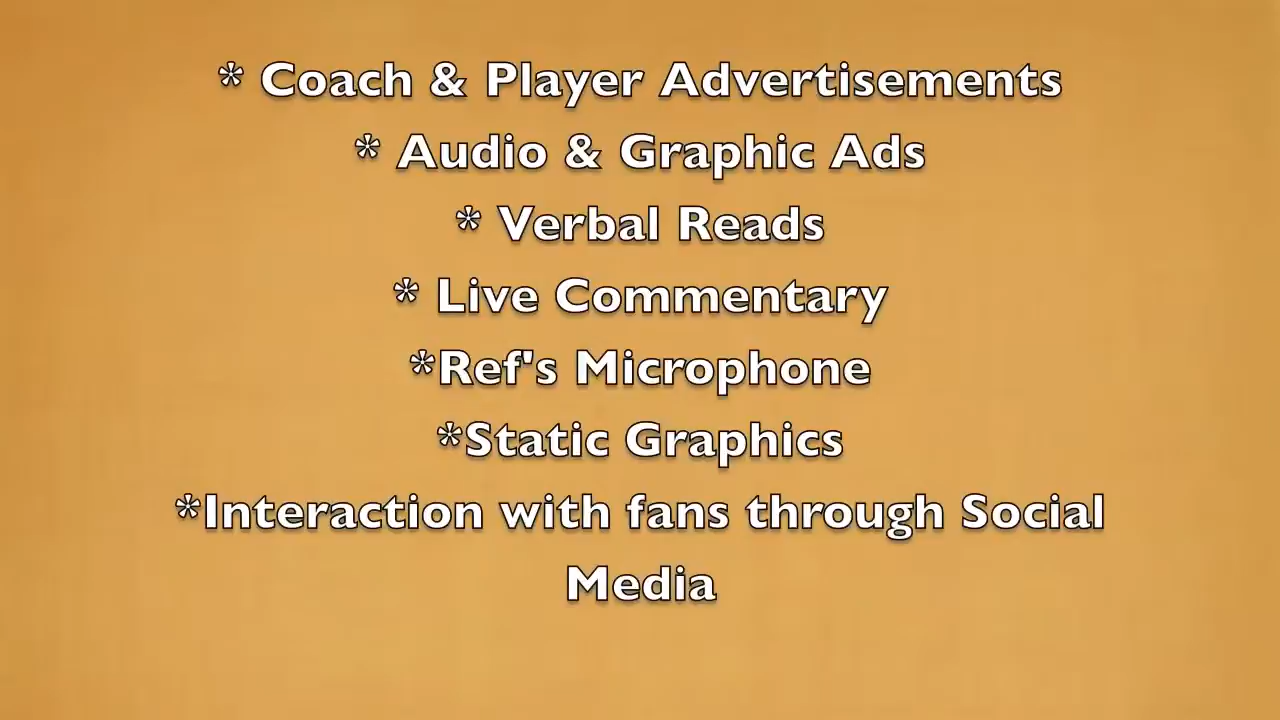 * Coach & Player Advertisements
* Audio & Graphic Ads
* Verbal Reads
* Live Commentary
*Ref's Microphone
*Static Graphics
*Interaction with fans through Social
Media